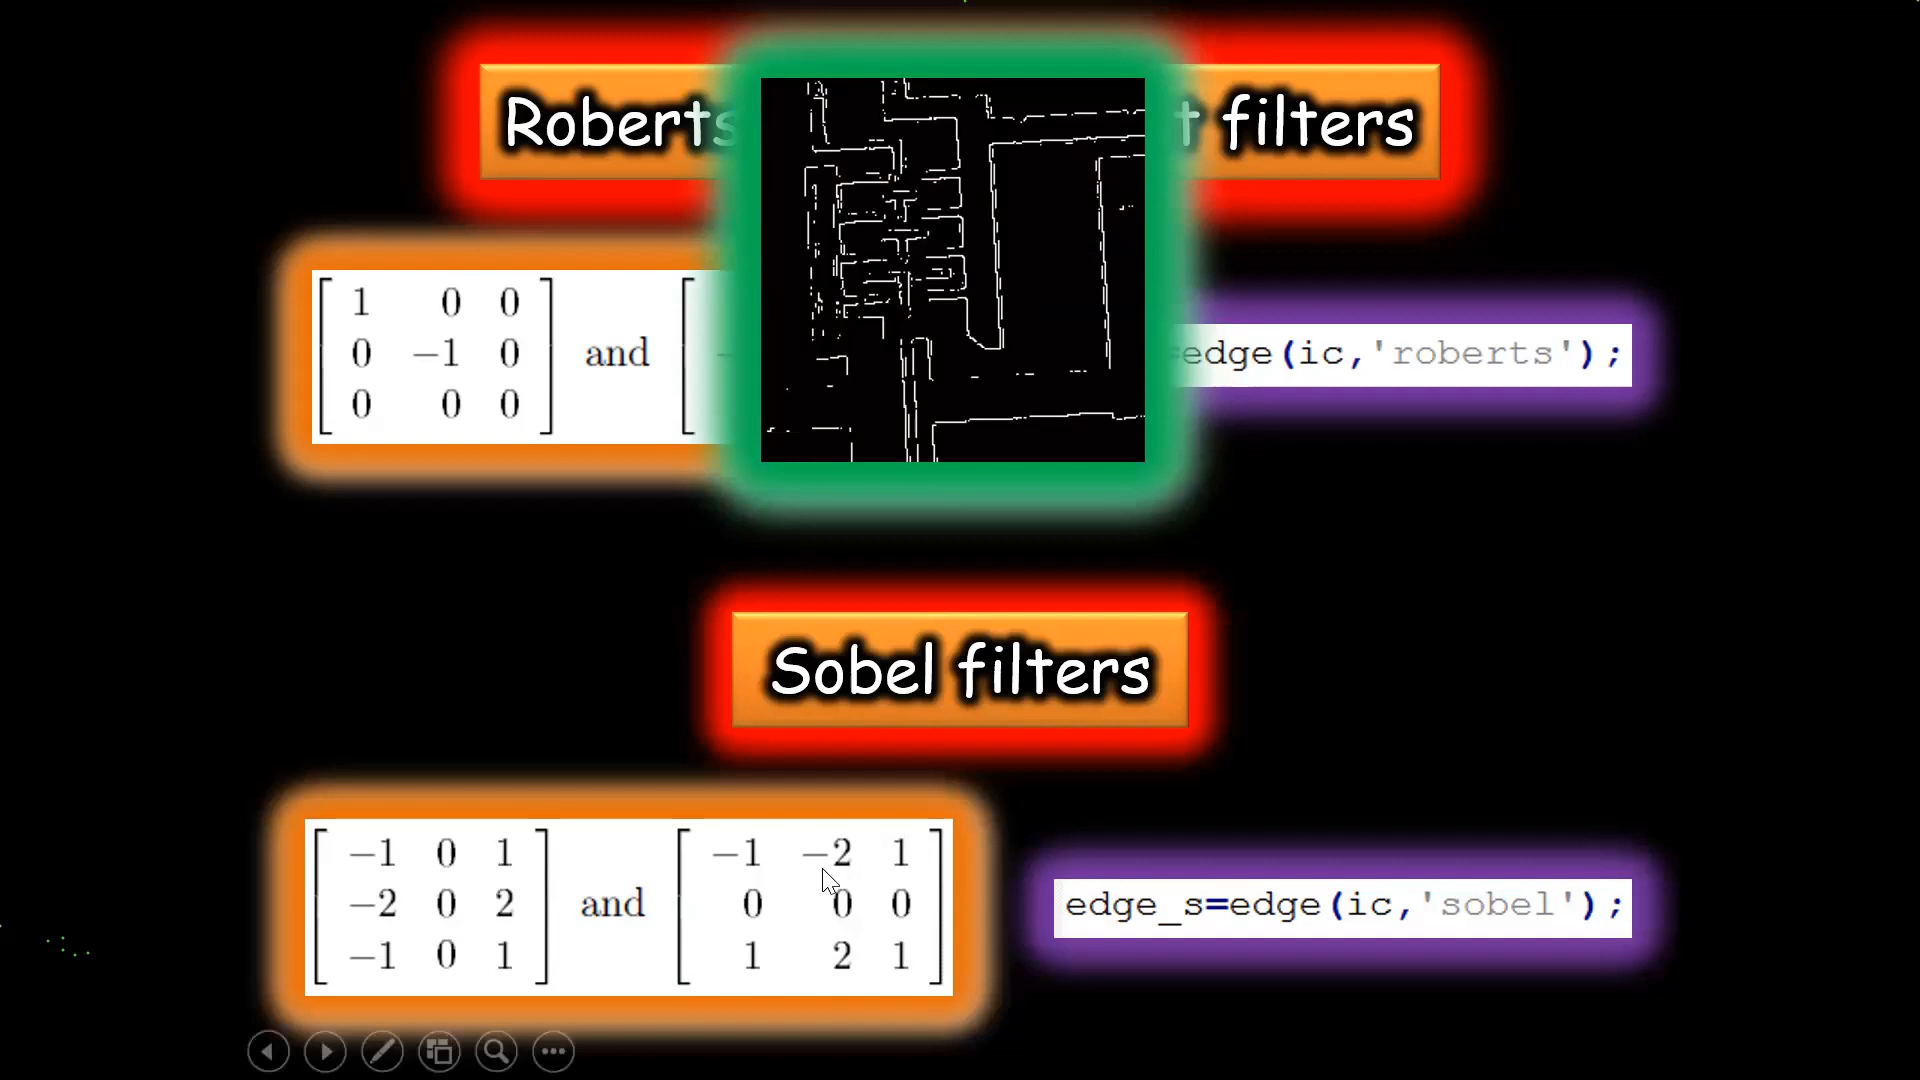 Roberts t filters
1 0 0
0 −1 0
0 0 0
and
=edge(ic,'roberts');
Sobel filters
−1 0 1
−2 0 2
−1 0 1
and
−1 −2 1
0 0 0
1 2 1
edge_s=edge(ic,'sobel');